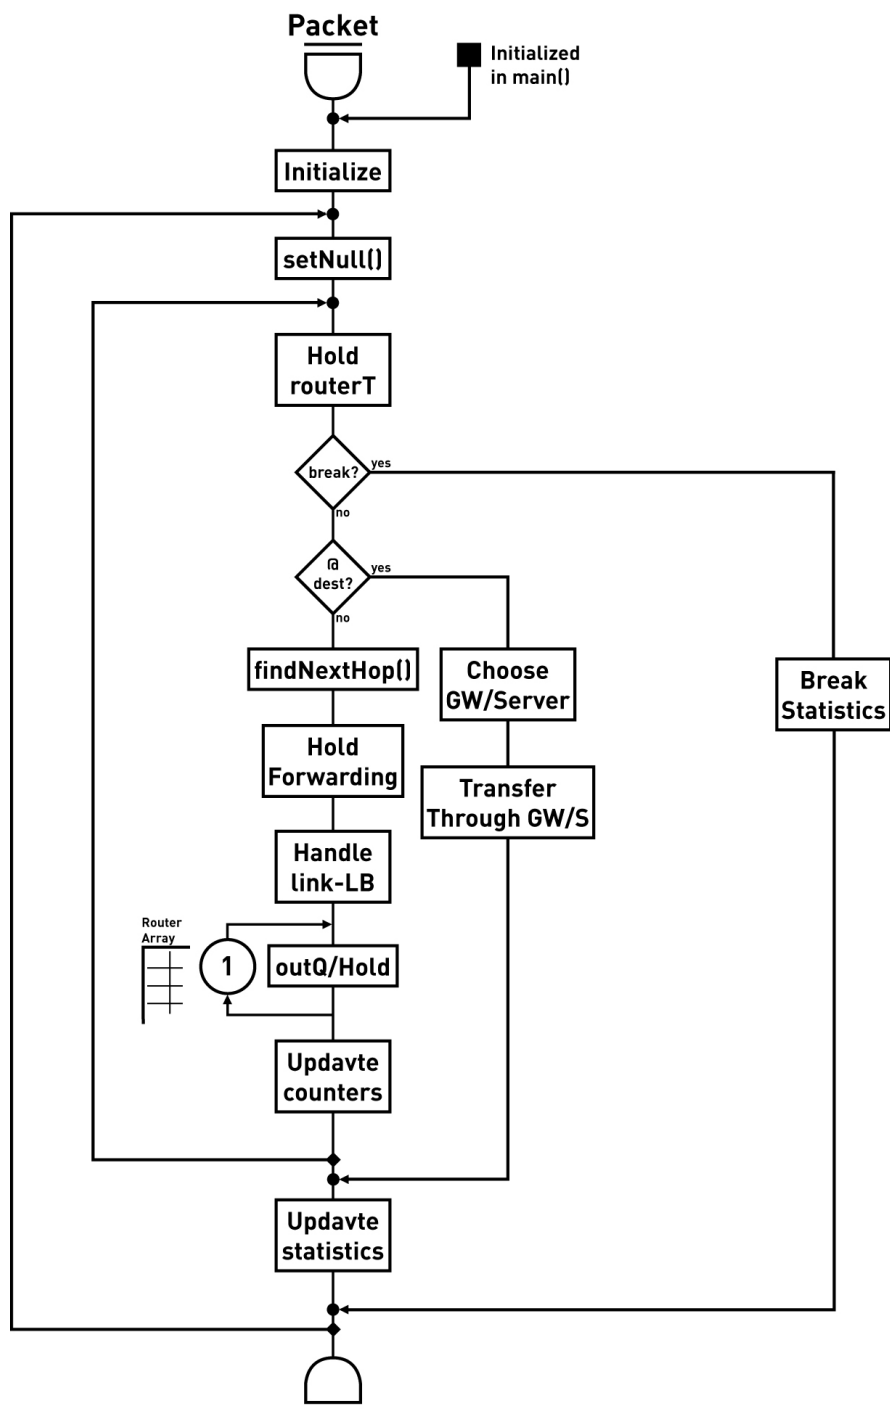 Packet
Initialized
in main()
Initialize
setNull()
Hold
routerT
break?
yes
no
@
dest?
yes
no
findNextHop()
Choose
GW/Server
Break
Statistics
Hold
Forwarding
Transfer
Through GW/S
Handle
link-LB
Router
Array
1
outQ/Hold
Updavte
counters
Updavte
statistics